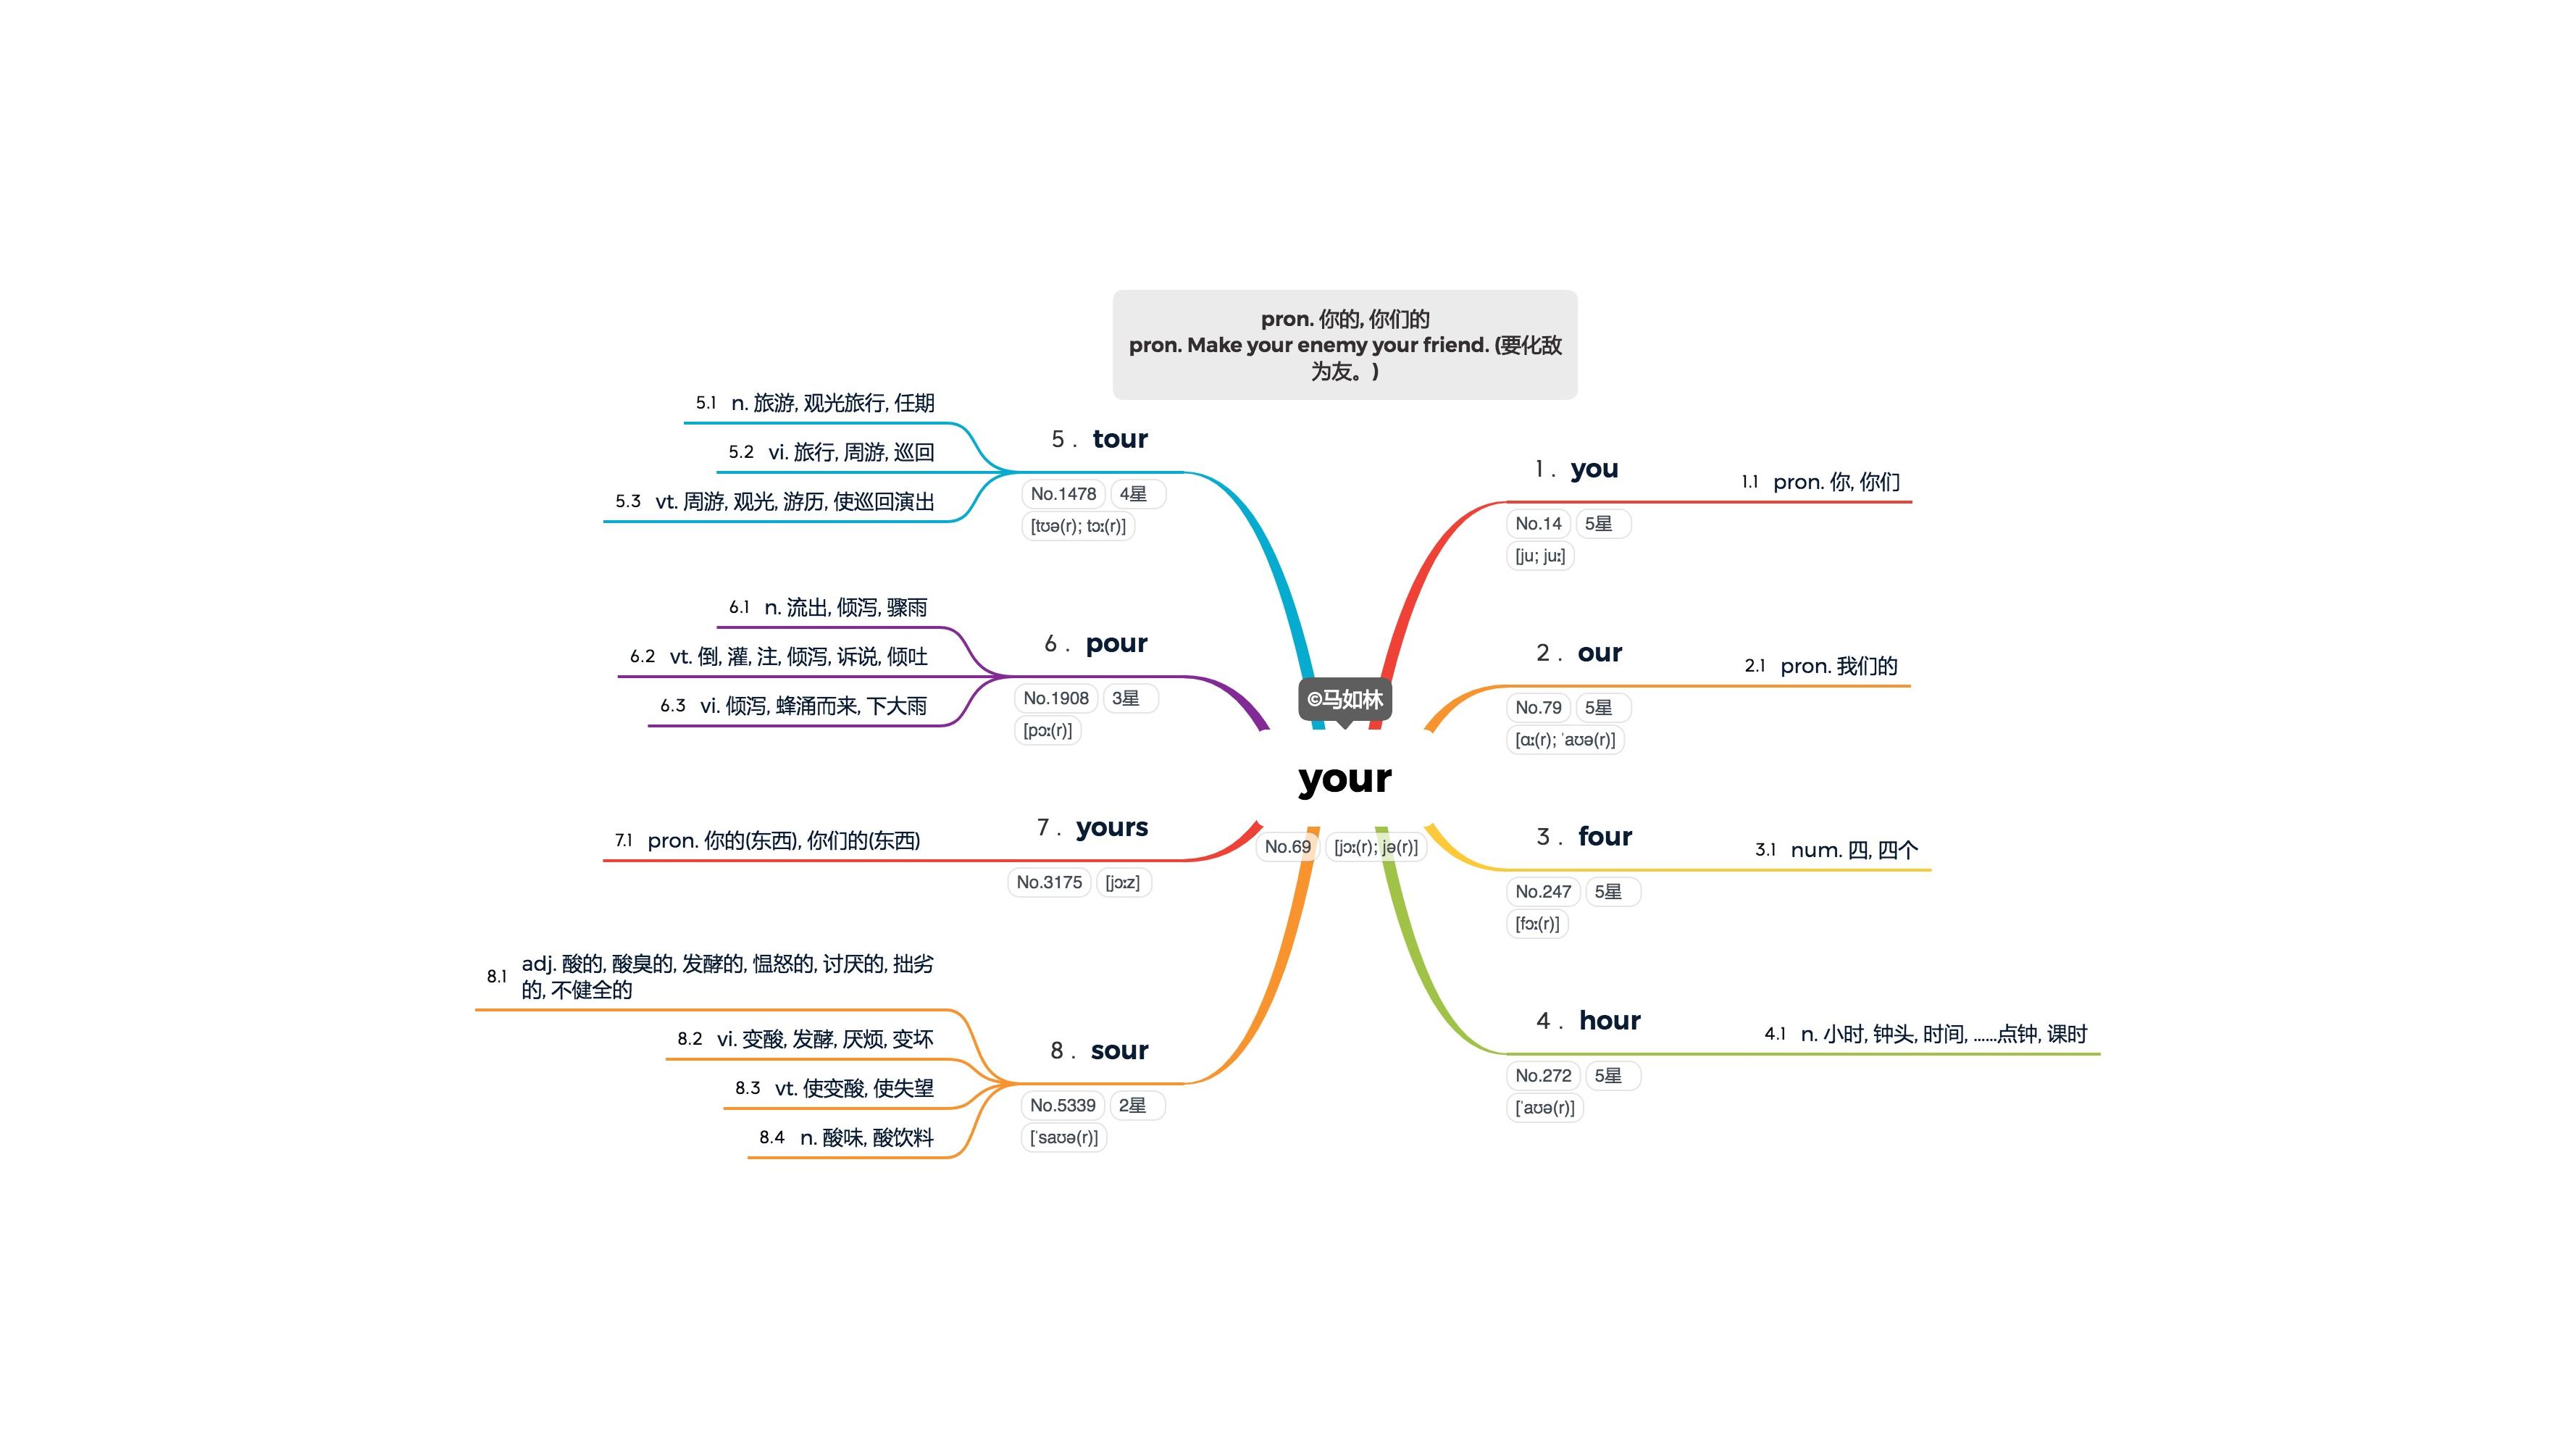 pron. 你的, 你们的
pron. Make your enemy your friend. (要化敌
为友。)
©马如林
your
No.69 [jɔː(r); jə(r)]
1 . you
No.14 5星
[ju; juː]
1.1 pron. 你, 你们
2 . our
No.79 5星
[ɑː(r); ˈaʊə(r)]
2.1 pron. 我们的
3 . four
No.247 5星
[fɔː(r)]
3.1 num. 四, 四个
4 . hour
No.272 5星
[ˈaʊə(r)]
4.1 n. 小时, 钟头, 时间, ……点钟, 课时
5 . tour
No.1478 4星
[tʊə(r); tɔː(r)]
5.1 n. 旅游, 观光旅行, 任期
5.2 vi. 旅行, 周游, 巡回
5.3 vt. 周游, 观光, 游历, 使巡回演出
6 . pour
No.1908 3星
[pɔː(r)]
6.1 n. 流出, 倾泻, 骤雨
6.2 vt. 倒, 灌, 注, 倾泻, 诉说, 倾吐
6.3 vi. 倾泻, 蜂涌而来, 下大雨
7 . yours
No.3175 [jɔːz]
7.1 pron. 你的(东西), 你们的(东西)
8 . sour
No.5339 2星
[ˈsaʊə(r)]
8.1 adj. 酸的, 酸臭的, 发酵的, 愠怒的, 讨厌的, 拙劣
的, 不健全的
8.2 vi. 变酸, 发酵, 厌烦, 变坏
8.3 vt. 使变酸, 使失望
8.4 n. 酸味, 酸饮料